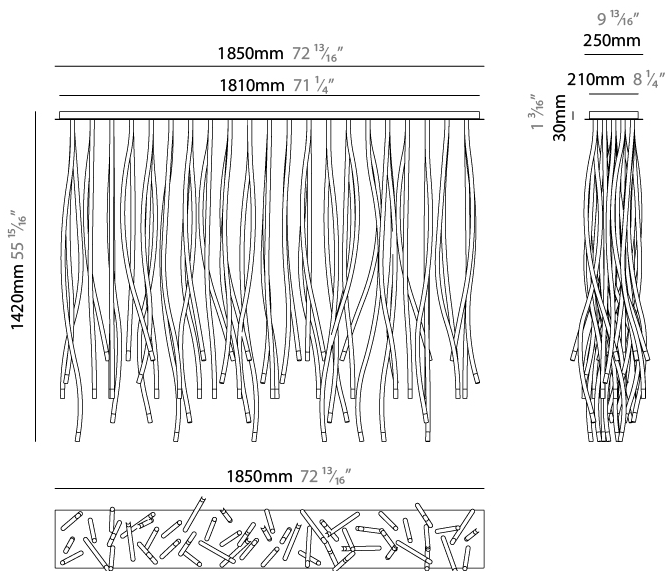 9 13/16”
250mm
1850mm 72 13/16”
1810mm 71 1/4”
210mm 8 1/4”
1 3/16”
30mm
1420mm 55 15/16”
1850mm 72 13/16”